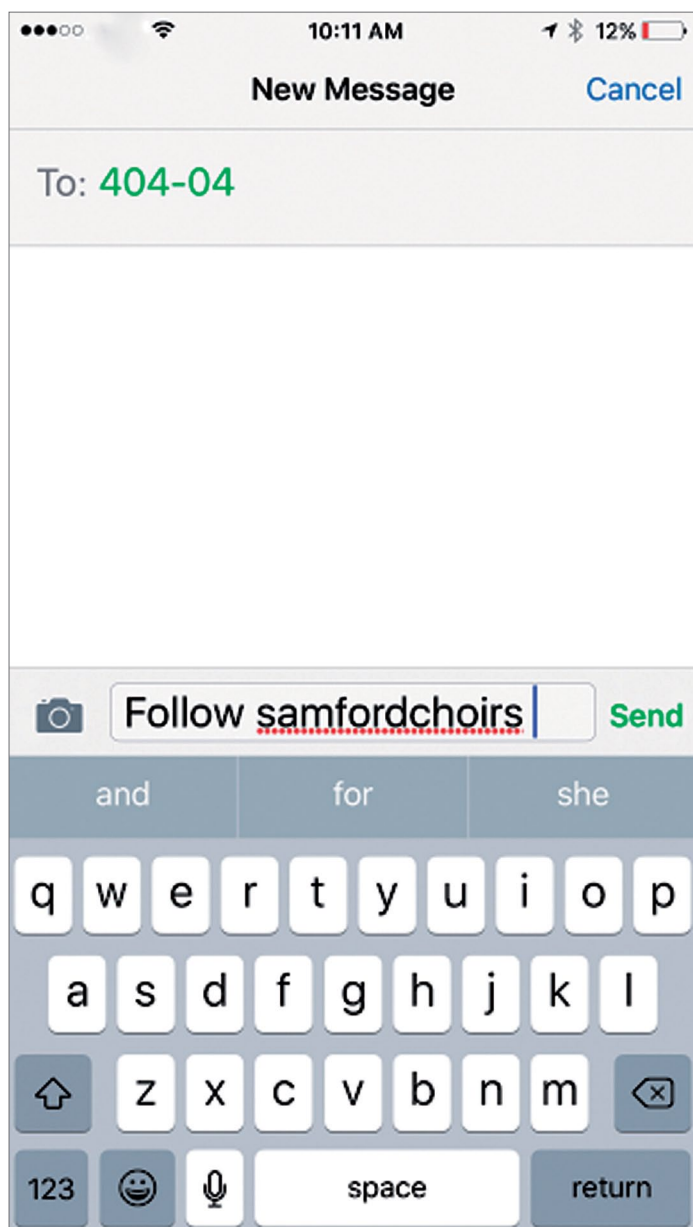 10:11 AM 12%
New Message Cancel
To: 404-04
Follow samfordchoirs Send
and for she
q w e r t y u i o p
a s d f g h j k l
z x c v b n m
123 space return